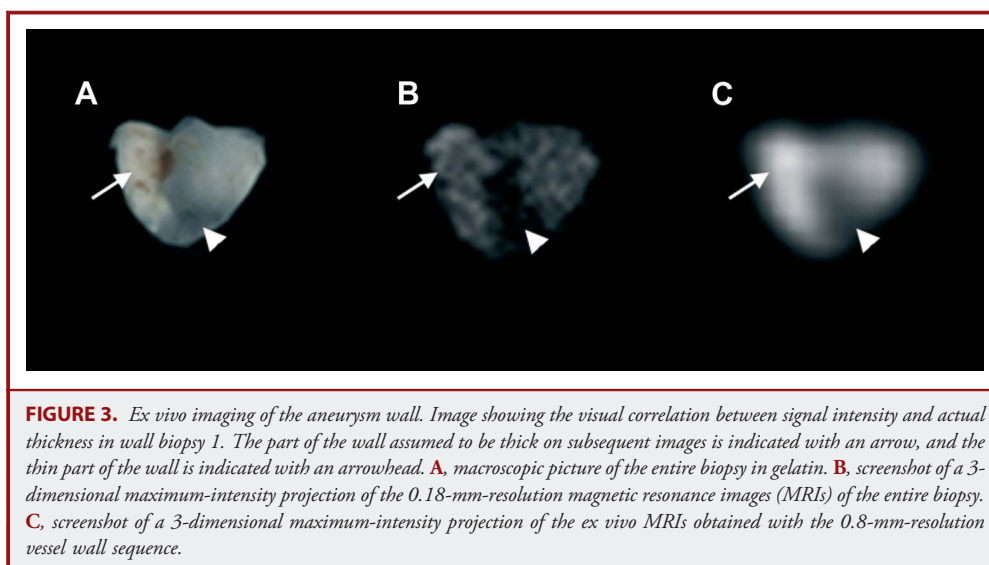 A B C
FIGURE 3. Ex vivo imaging of the aneurysm wall. Image showing the visual correlation between signal intensity and actual
thickness in wall biopsy 1. The part of the wall assumed to be thick on subsequent images is indicated with an arrow, and the
thin part of the wall is indicated with an arrowhead. A, macroscopic picture of the entire biopsy in gelatin. B, screenshot of a 3-
dimensional maximum-intensity projection of the 0.18-mm-resolution magnetic resonance images (MRIs) of the entire biopsy.
C, screenshot of a 3-dimensional maximum-intensity projection of the ex vivo MRIs obtained with the 0.8-mm-resolution
vessel wall sequence.